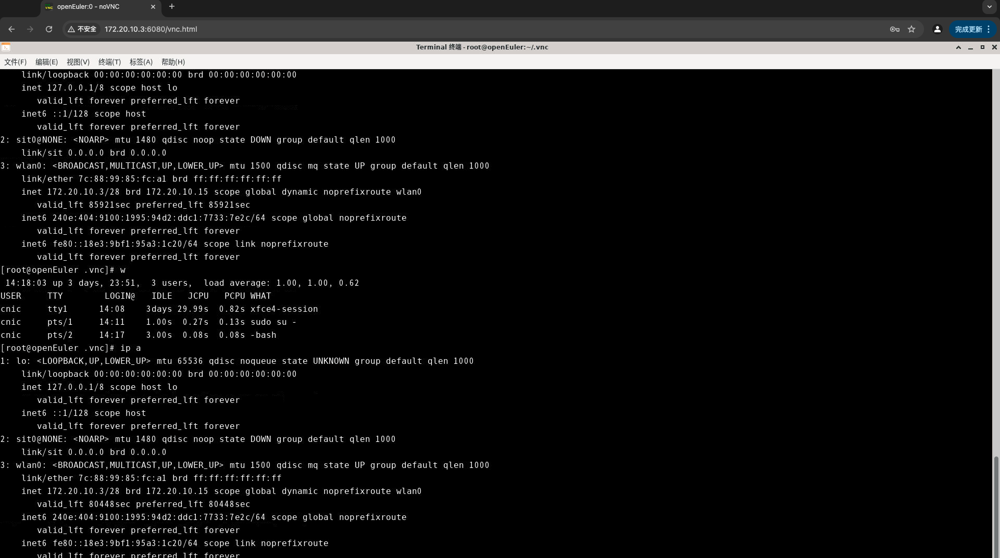 openEuler:0 - noVNC
不安全 172.20.10.3:6080/vnc.html 完成更新
Terminal 终端 - root@openEuler:~/.vnc
文件(F) 编辑(E) 视图(V) 终端(T) 标签(A) 帮助(H)
    link/loopback 00:00:00:00:00:00 brd 00:00:00:00:00:00
    inet 127.0.0.1/8 scope host lo
       valid_lft forever preferred_lft forever
    inet6 ::1/128 scope host
       valid_lft forever preferred_lft forever
2: sit0@NONE: <NOARP> mtu 1480 qdisc noop state DOWN group default qlen 1000
    link/sit 0.0.0.0 brd 0.0.0.0
3: wlan0: <BROADCAST,MULTICAST,UP,LOWER_UP> mtu 1500 qdisc mq state UP group default qlen 1000
    link/ether 7c:88:99:85:fc:a1 brd ff:ff:ff:ff:ff:ff
    inet 172.20.10.3/28 brd 172.20.10.15 scope global dynamic noprefixroute wlan0
       valid_lft 85921sec preferred_lft 85921sec
    inet6 240e:404:9100:1995:94d2:ddc1:7733:7e2c/64 scope global noprefixroute
       valid_lft forever preferred_lft forever
    inet6 fe80::18e3:9bf1:95a3:1c20/64 scope link noprefixroute
       valid_lft forever preferred_lft forever
[root@openEuler .vnc]# w
 14:18:03 up 3 days, 23:51,  3 users,  load average: 1.00, 1.00, 0.62
USER     TTY        LOGIN@   IDLE   JCPU   PCPU WHAT
cnic     tty1      14:08    3days 29.99s  0.82s xfce4-session
cnic     pts/1     14:11    1.00s  0.27s  0.13s sudo su -
cnic     pts/2     14:17    3.00s  0.08s  0.08s -bash
[root@openEuler .vnc]# ip a
1: lo: <LOOPBACK,UP,LOWER_UP> mtu 65536 qdisc noqueue state UNKNOWN group default qlen 1000
    link/loopback 00:00:00:00:00:00 brd 00:00:00:00:00:00
    inet 127.0.0.1/8 scope host lo
       valid_lft forever preferred_lft forever
    inet6 ::1/128 scope host
       valid_lft forever preferred_lft forever
2: sit0@NONE: <NOARP> mtu 1480 qdisc noop state DOWN group default qlen 1000
    link/sit 0.0.0.0 brd 0.0.0.0
3: wlan0: <BROADCAST,MULTICAST,UP,LOWER_UP> mtu 1500 qdisc mq state UP group default qlen 1000
    link/ether 7c:88:99:85:fc:a1 brd ff:ff:ff:ff:ff:ff
    inet 172.20.10.3/28 brd 172.20.10.15 scope global dynamic noprefixroute wlan0
       valid_lft 80448sec preferred_lft 80448sec
    inet6 240e:404:9100:1995:94d2:ddc1:7733:7e2c/64 scope global noprefixroute
       valid_lft forever preferred_lft forever
    inet6 fe80::18e3:9bf1:95a3:1c20/64 scope link noprefixroute
       valid_lft forever preferred_lft forever